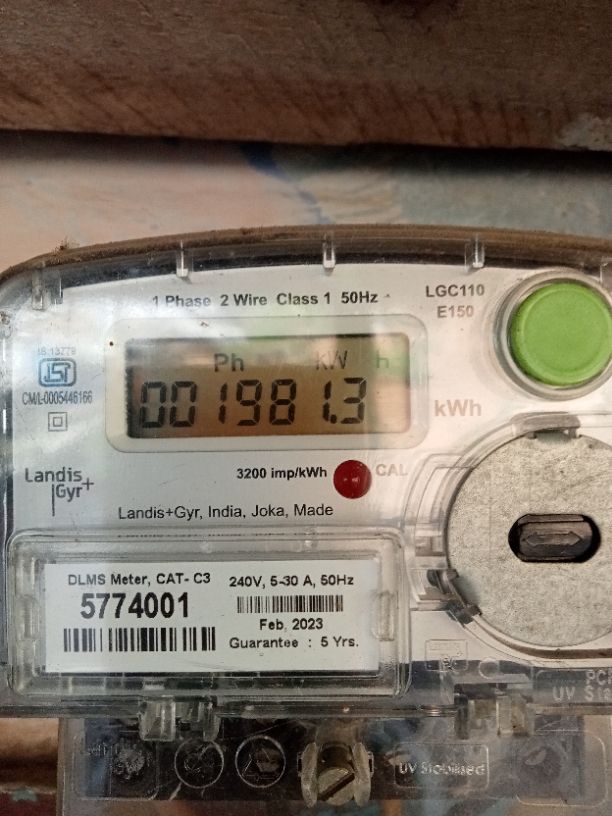 1 Phase 2 Wire Class 1 50Hz
LGC110
E150
IS:13779
CM/L-0005446166
Ph kW h
001981.3
kWh
3200 imp/kWh
CAL
Landis
Gyr+
Landis+Gyr, India, Joka, Made
DLMS Meter, CAT- C3
5774001
240V, 5-30 A, 50Hz
Feb, 2023
Guarantee : 5 Yrs.
UV Stabilised